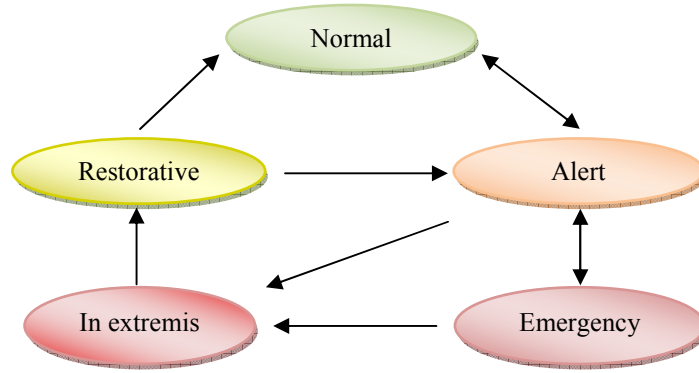 Normal
Restorative
Alert
In extremis
Emergency